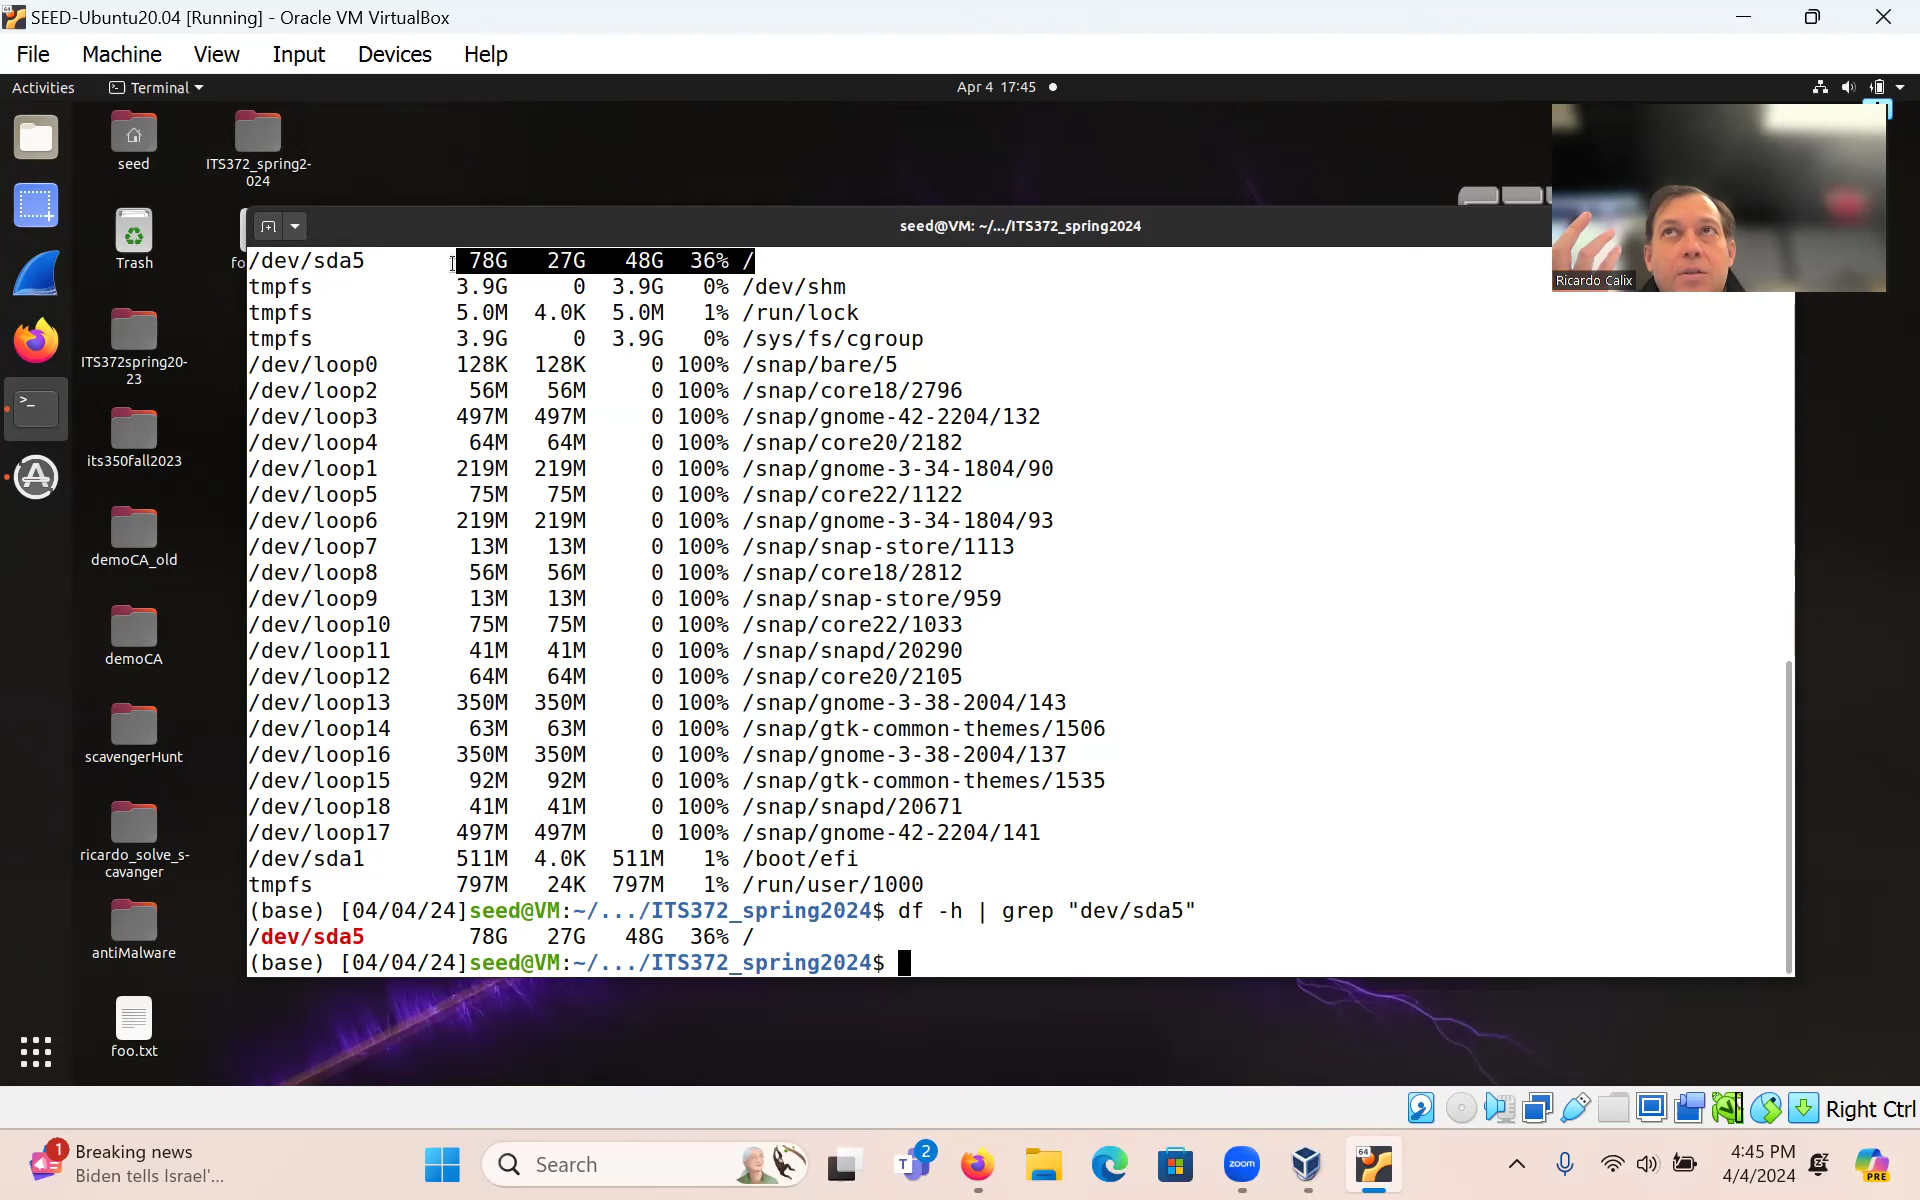 SEED-Ubuntu20.04 [Running] - Oracle VM VirtualBox
File Machine View Input Devices Help
Activities Terminal Apr 4 17:45
seed
ITS372_spring2-
024
Trash
fo
ITS372spring20-
23
its350fall2023
demoCA_old
demoCA
scavengerHunt
ricardo_solve_s-
cavanger
antiMalware
foo.txt
seed@VM: ~/.../ITS372_spring2024
Ricardo Calix
/dev/sda5 78G 27G 48G 36% /
tmpfs 3.9G 0 3.9G 0% /dev/shm
tmpfs 5.0M 4.0K 5.0M 1% /run/lock
tmpfs 3.9G 0 3.9G 0% /sys/fs/cgroup
/dev/loop0 128K 128K 0 100% /snap/bare/5
/dev/loop2 56M 56M 0 100% /snap/core18/2796
/dev/loop3 497M 497M 0 100% /snap/gnome-42-2204/132
/dev/loop4 64M 64M 0 100% /snap/core20/2182
/dev/loop1 219M 219M 0 100% /snap/gnome-3-34-1804/90
/dev/loop5 75M 75M 0 100% /snap/core22/1122
/dev/loop6 219M 219M 0 100% /snap/gnome-3-34-1804/93
/dev/loop7 13M 13M 0 100% /snap/snap-store/1113
/dev/loop8 56M 56M 0 100% /snap/core18/2812
/dev/loop9 13M 13M 0 100% /snap/snap-store/959
/dev/loop10 75M 75M 0 100% /snap/core22/1033
/dev/loop11 41M 41M 0 100% /snap/snapd/20290
/dev/loop12 64M 64M 0 100% /snap/core20/2105
/dev/loop13 350M 350M 0 100% /snap/gnome-3-38-2004/143
/dev/loop14 63M 63M 0 100% /snap/gtk-common-themes/1506
/dev/loop16 350M 350M 0 100% /snap/gnome-3-38-2004/137
/dev/loop15 92M 92M 0 100% /snap/gtk-common-themes/1535
/dev/loop18 41M 41M 0 100% /snap/snapd/20671
/dev/loop17 497M 497M 0 100% /snap/gnome-42-2204/141
/dev/sda1 511M 4.0K 511M 1% /boot/efi
tmpfs 797M 24K 797M 1% /run/user/1000
(base) [04/04/24]seed@VM:~/.../ITS372_spring2024$ df -h | grep "dev/sda5"
/dev/sda5 78G 27G 48G 36% /
(base) [04/04/24]seed@VM:~/.../ITS372_spring2024$
Right Ctrl
1
Breaking news
Biden tells Israel'...
Search
T
2
zoom
64
4:45 PM
4/4/2024
PRE